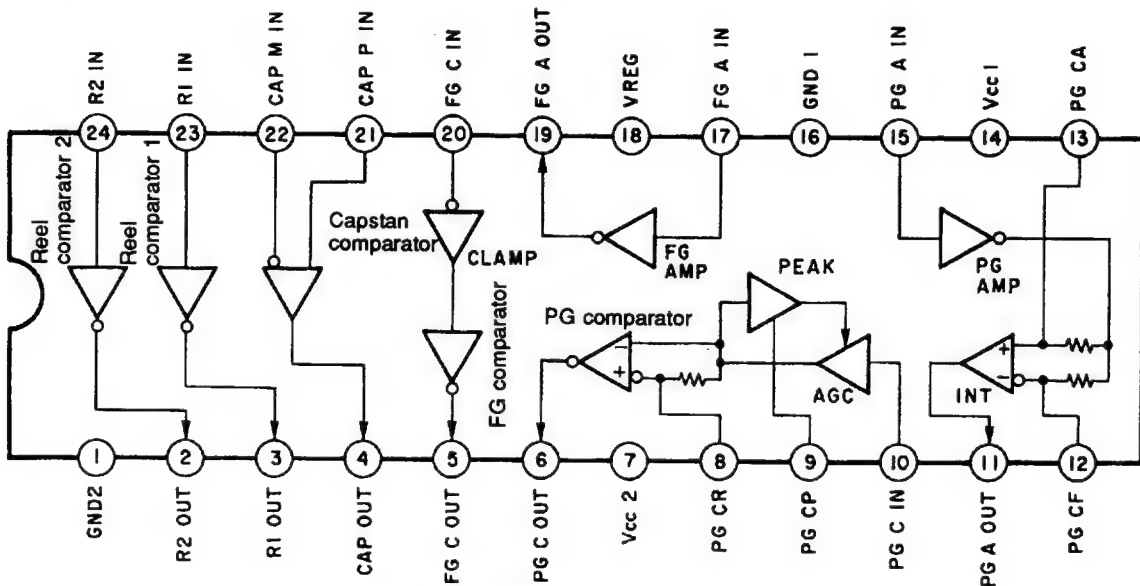 R2 IN
R1 IN
CAP M IN
CAP P IN
FG C IN
FG A OUT
VREG
FG A IN
GND 1
PG A IN
Vcc 1
PG CA
24
23
22
21
20
19
18
17
16
15
14
13
Reel
comparator 2
Reel
comparator 1
Capstan
comparator
CLAMP
FG
AMP
PG
AMP
PEAK
PG comparator
FG comparator
−
+
AGC
+
−
INT
1
2
3
4
5
6
7
8
9
10
11
12
GND2
R2 OUT
R1 OUT
CAP OUT
FG C OUT
PG C OUT
Vcc 2
PG CR
PG CP
PG C IN
PG A OUT
PG CF